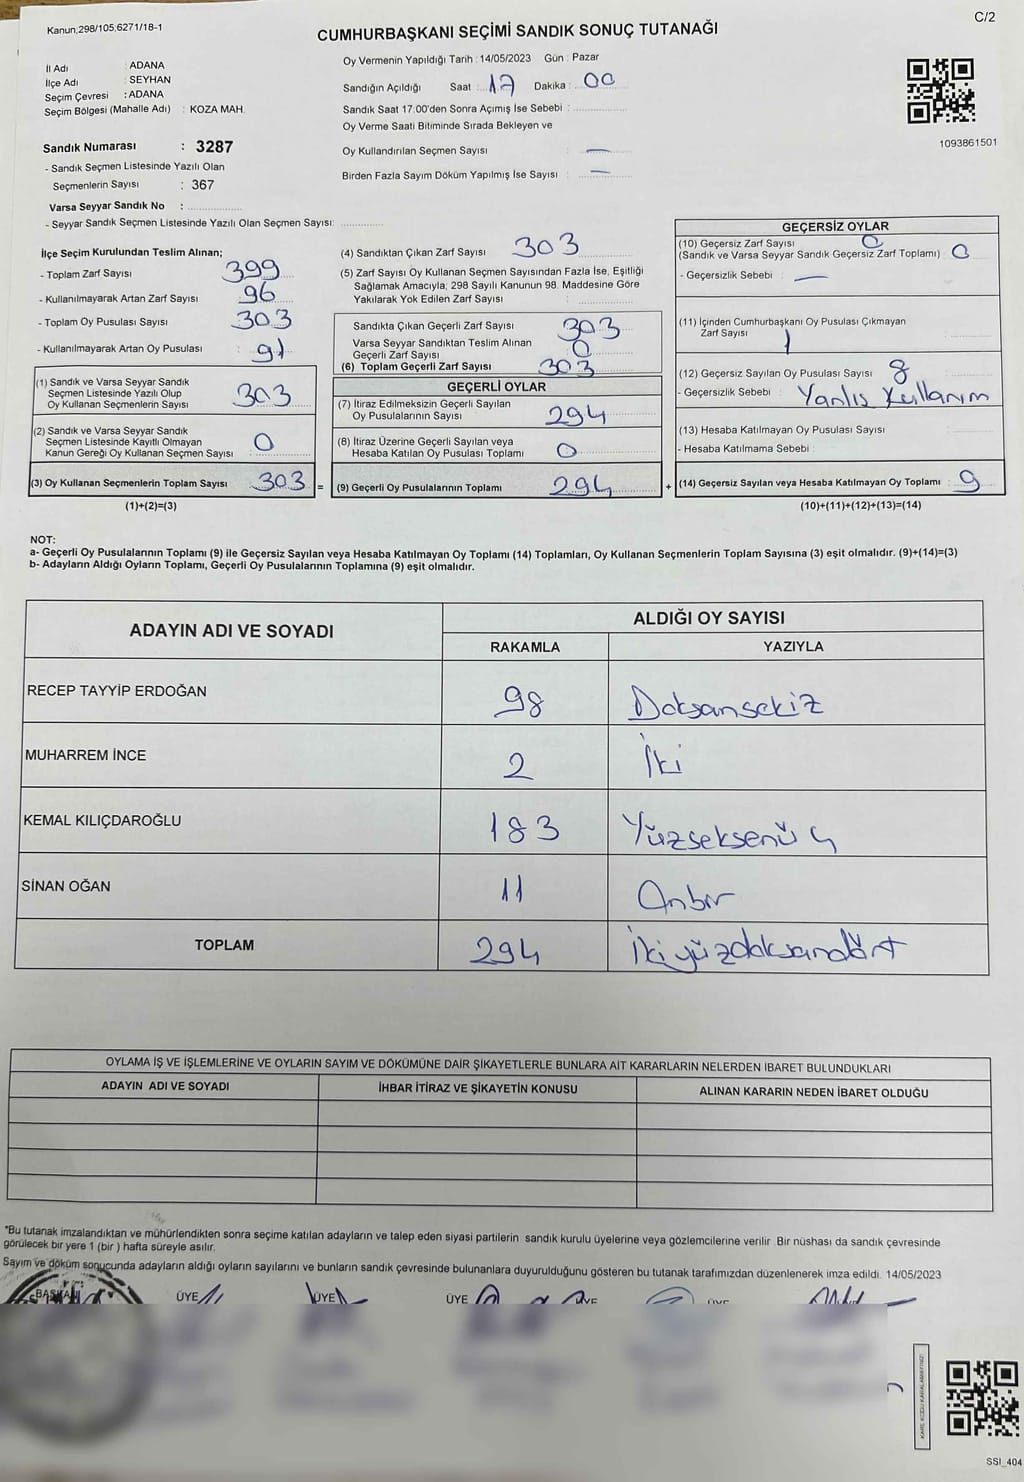 Kanun;298/105,6271/18-1
C/2
CUMHURBAŞKANI SEÇİMİ SANDIK SONUÇ TUTANAĞI
İl Adı : ADANA
İlçe Adı : SEYHAN
Seçim Çevresi : ADANA
Seçim Bölgesi (Mahalle Adı) : KOZA MAH.
Oy Vermenin Yapıldığı Tarih : 14/05/2023 Gün : Pazar
Sandığın Açıldığı Saat : 17 Dakika : 00
Sandık Saat 17.00'den Sonra Açımış İse Sebebi :
Oy Verme Saati Bitiminde Sırada Bekleyen ve
Oy Kullandırılan Seçmen Sayısı : —
Birden Fazla Sayım Döküm Yapılmış İse Sayısı : —
1093861501
Sandık Numarası : 3287
- Sandık Seçmen Listesinde Yazılı Olan
Seçmenlerin Sayısı : 367
Varsa Seyyar Sandık No :
- Seyyar Sandık Seçmen Listesinde Yazılı Olan Seçmen Sayısı:
İlçe Seçim Kurulundan Teslim Alınan;
- Toplam Zarf Sayısı : 399
- Kullanılmayarak Artan Zarf Sayısı : 96
- Toplam Oy Pusulası Sayısı : 303
- Kullanılmayarak Artan Oy Pusulası : 91
(1) Sandık ve Varsa Seyyar Sandık
Seçmen Listesinde Yazılı Olup
Oy Kullanan Seçmenlerin Sayısı : 303
(2) Sandık ve Varsa Seyyar Sandık
Seçmen Listesinde Kayıtlı Olmayan
Kanun Gereği Oy Kullanan Seçmen Sayısı : 0
(3) Oy Kullanan Seçmenlerin Toplam Sayısı : 303
(1)+(2)=(3)
(4) Sandıktan Çıkan Zarf Sayısı : 303
(5) Zarf Sayısı Oy Kullanan Seçmen Sayısından Fazla İse, Eşitliği
Sağlamak Amacıyla, 298 Sayılı Kanunun 98. Maddesine Göre
Yakılarak Yok Edilen Zarf Sayısı :
Sandıkta Çıkan Geçerli Zarf Sayısı : 303
Varsa Seyyar Sandıktan Teslim Alınan
Geçerli Zarf Sayısı : 0
(6) Toplam Geçerli Zarf Sayısı : 303
GEÇERLİ OYLAR
(7) İtiraz Edilmeksizin Geçerli Sayılan
Oy Pusulalarının Sayısı : 294
(8) İtiraz Üzerine Geçerli Sayılan veya
Hesaba Katılan Oy Pusulası Toplamı : 0
= (9) Geçerli Oy Pusulalarının Toplamı : 294
GEÇERSİZ OYLAR
(10) Geçersiz Zarf Sayısı 0
(Sandık ve Varsa Seyyar Sandık Geçersiz Zarf Toplamı) : 0
- Geçersizlik Sebebi : —
(11) İçinden Cumhurbaşkanı Oy Pusulası Çıkmayan
Zarf Sayısı 1
(12) Geçersiz Sayılan Oy Pusulası Sayısı : 8
- Geçersizlik Sebebi : Yanlış Kullanım
(13) Hesaba Katılmayan Oy Pusulası Sayısı :
- Hesaba Katılmama Sebebi :
+ (14) Geçersiz Sayılan veya Hesaba Katılmayan Oy Toplamı : 9
(10)+(11)+(12)+(13)=(14)
NOT:
a- Geçerli Oy Pusulalarının Toplamı (9) ile Geçersiz Sayılan veya Hesaba Katılmayan Oy Toplamı (14) Toplamları, Oy Kullanan Seçmenlerin Toplam Sayısına (3) eşit olmalıdır. (9)+(14)=(3)
b- Adayların Aldığı Oyların Toplamı, Geçerli Oy Pusulalarının Toplamına (9) eşit olmalıdır.
ADAYIN ADI VE SOYADI ALDIĞI OY SAYISI
RAKAMLA YAZIYLA
RECEP TAYYİP ERDOĞAN 98 Doksansekiz
MUHARREM İNCE 2 İki
KEMAL KILIÇDAROĞLU 183 Yüzseksenüç
SİNAN OĞAN 11 Onbir
TOPLAM 294 İkiyüzdoksandört
OYLAMA İŞ VE İŞLEMLERİNE VE OYLARIN SAYIM VE DÖKÜMÜNE DAİR ŞİKAYETLERLE BUNLARA AİT KARARLARIN NELERDEN İBARET BULUNDUKLARI
ADAYIN ADI VE SOYADI İHBAR İTİRAZ VE ŞİKAYETİN KONUSU ALINAN KARARIN NEDEN İBARET OLDUĞU
*Bu tutanak imzalandıktan ve mühürlendikten sonra seçime katılan adayların ve talep eden siyasi partilerin sandık kurulu üyelerine veya gözlemcilerine verilir. Bir nüshası da sandık çevresinde
görülecek bir yere 1 (bir ) hafta süreyle asılır.
Sayım ve döküm sonucunda adayların aldığı oyların sayılarını ve bunların sandık çevresinde bulunanlara duyurulduğunu gösteren bu tutanak tarafımızdan düzenlenerek imza edildi. 14/05/2023
BAŞKAN ÜYE ÜYE ÜYE ÜYE ÜYE
SSI_404